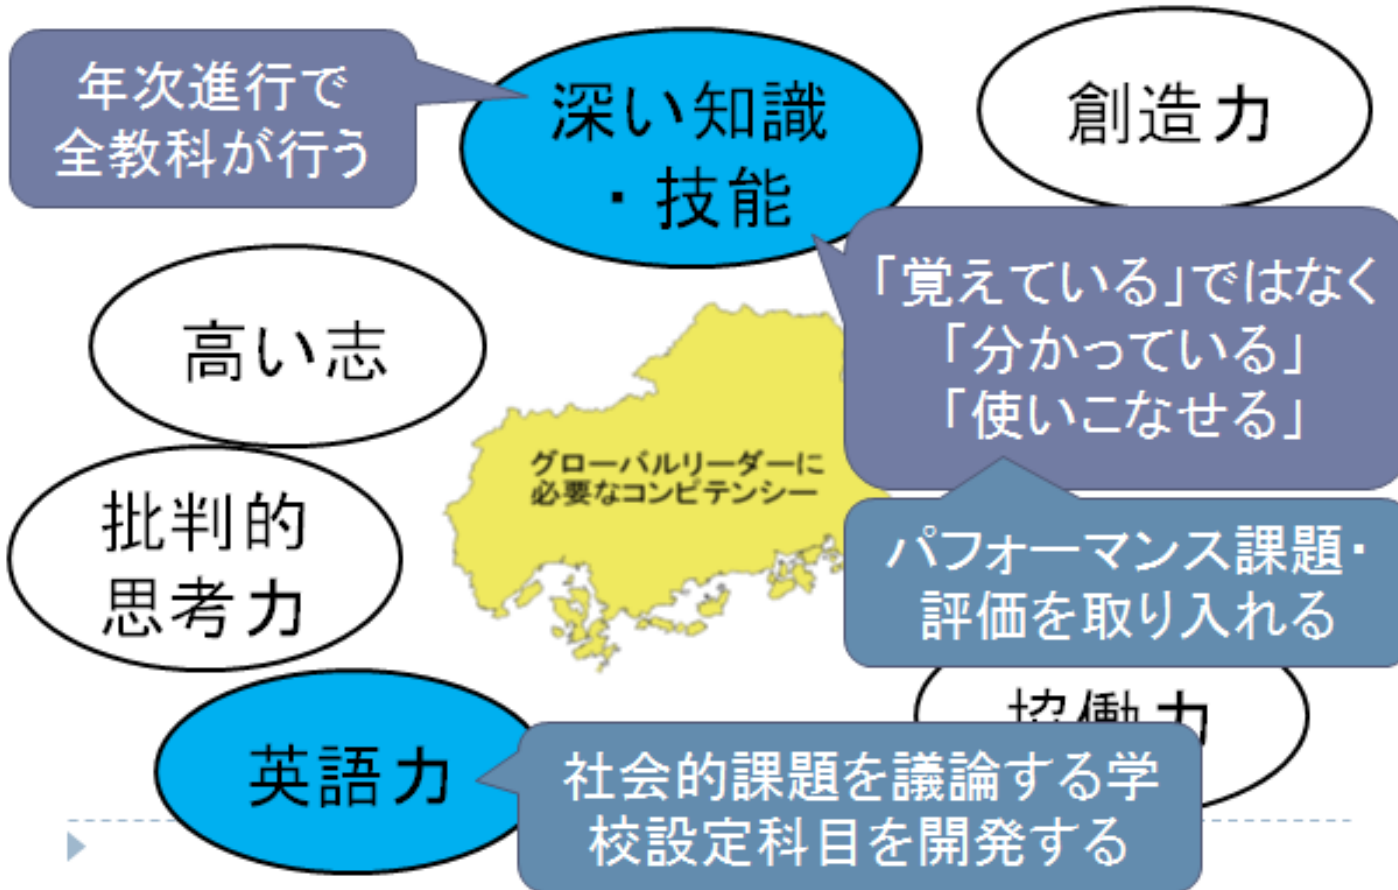 年次進行で
全教科が行う
深い知識
・技能
創造力
「覚えている」ではなく
「分かっている」
「使いこなせる」
高い志
グローバルリーダーに
必要なコンピテンシー
批判的
思考力
パフォーマンス課題・
評価を取り入れる
協働力
英語力
社会的課題を議論する学
校設定科目を開発する